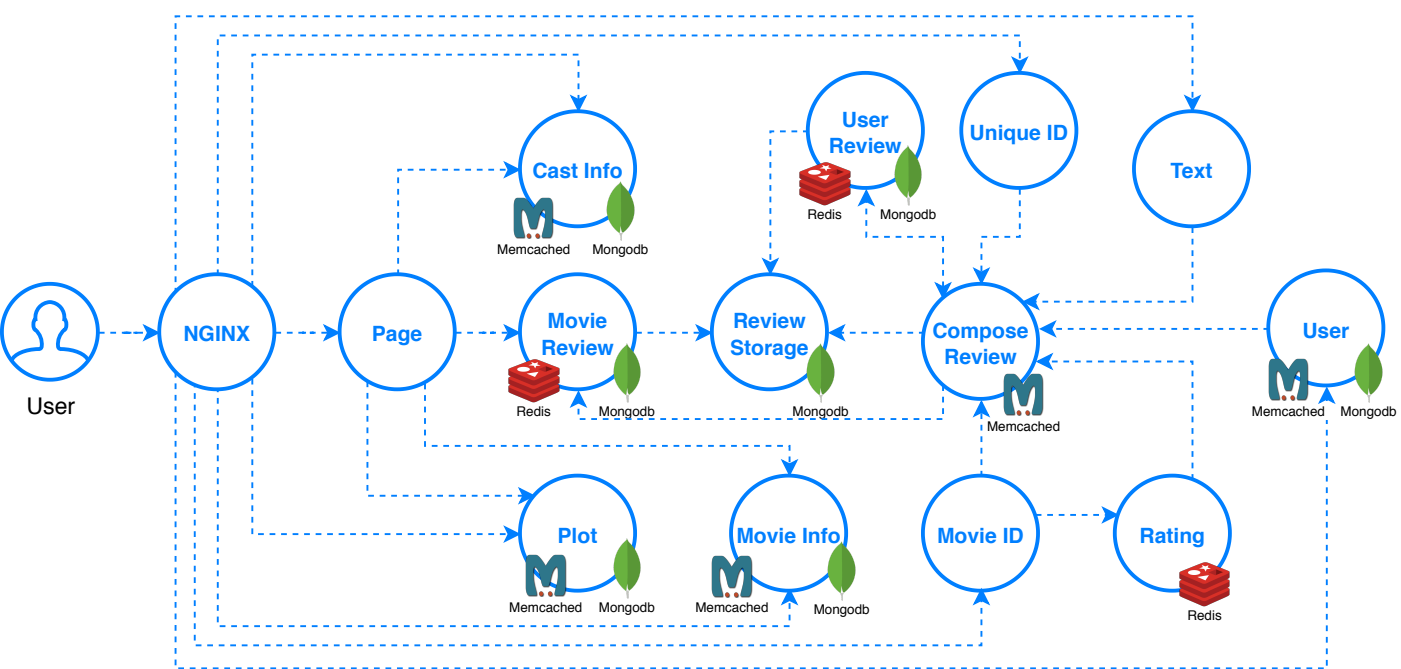 User
Review
Redis
Mongodb
Unique ID
Text
Cast Info
Memcached
Mongodb
User
NGINX
Page
Movie
Review
Redis
Mongodb
Review
Storage
Mongodb
Compose
Review
Memcached
User
Memcached
Mongodb
Plot
Memcached
Mongodb
Movie Info
Memcached
Mongodb
Movie ID
Rating
Redis